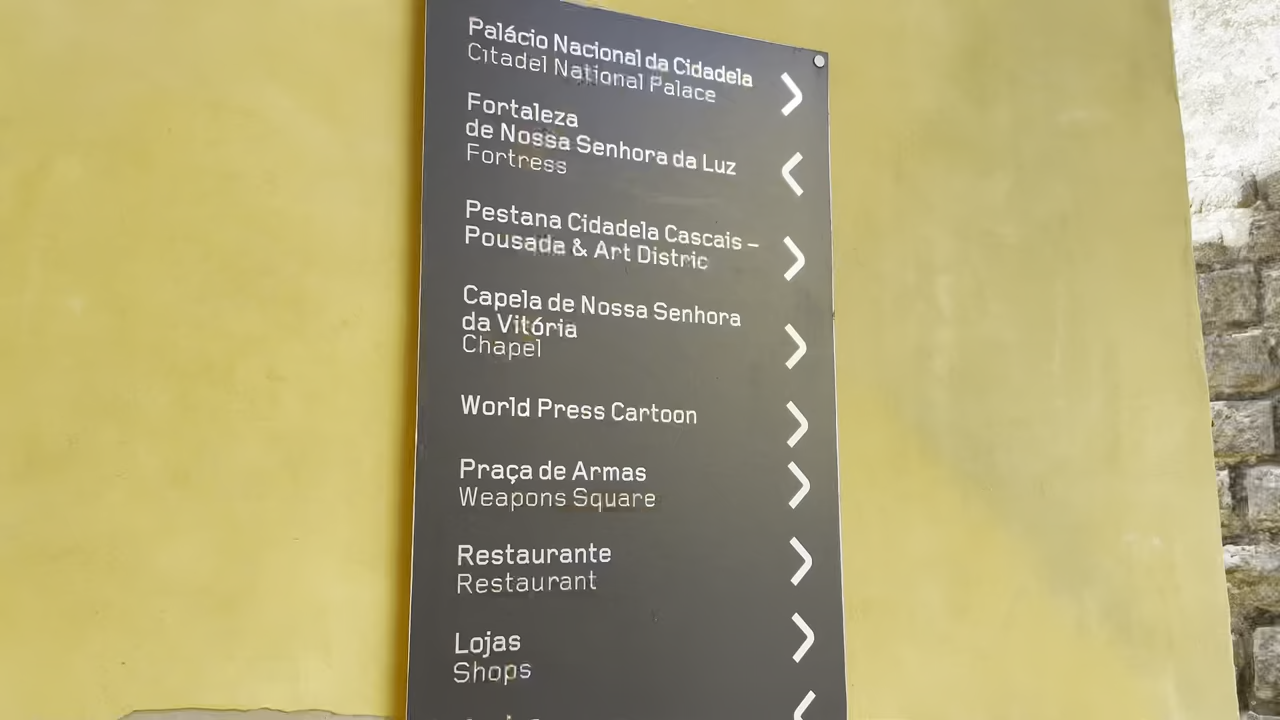 Palácio Nacional da Cidadela
Citadel National Palace
Fortaleza
de Nossa Senhora da Luz
Fortress
Pestana Cidadela Cascais –
Pousada & Art Distric
Capela de Nossa Senhora
da Vitória
Chapel
World Press Cartoon
Praça de Armas
Weapons Square
Restaurante
Restaurant
Lojas
Shops